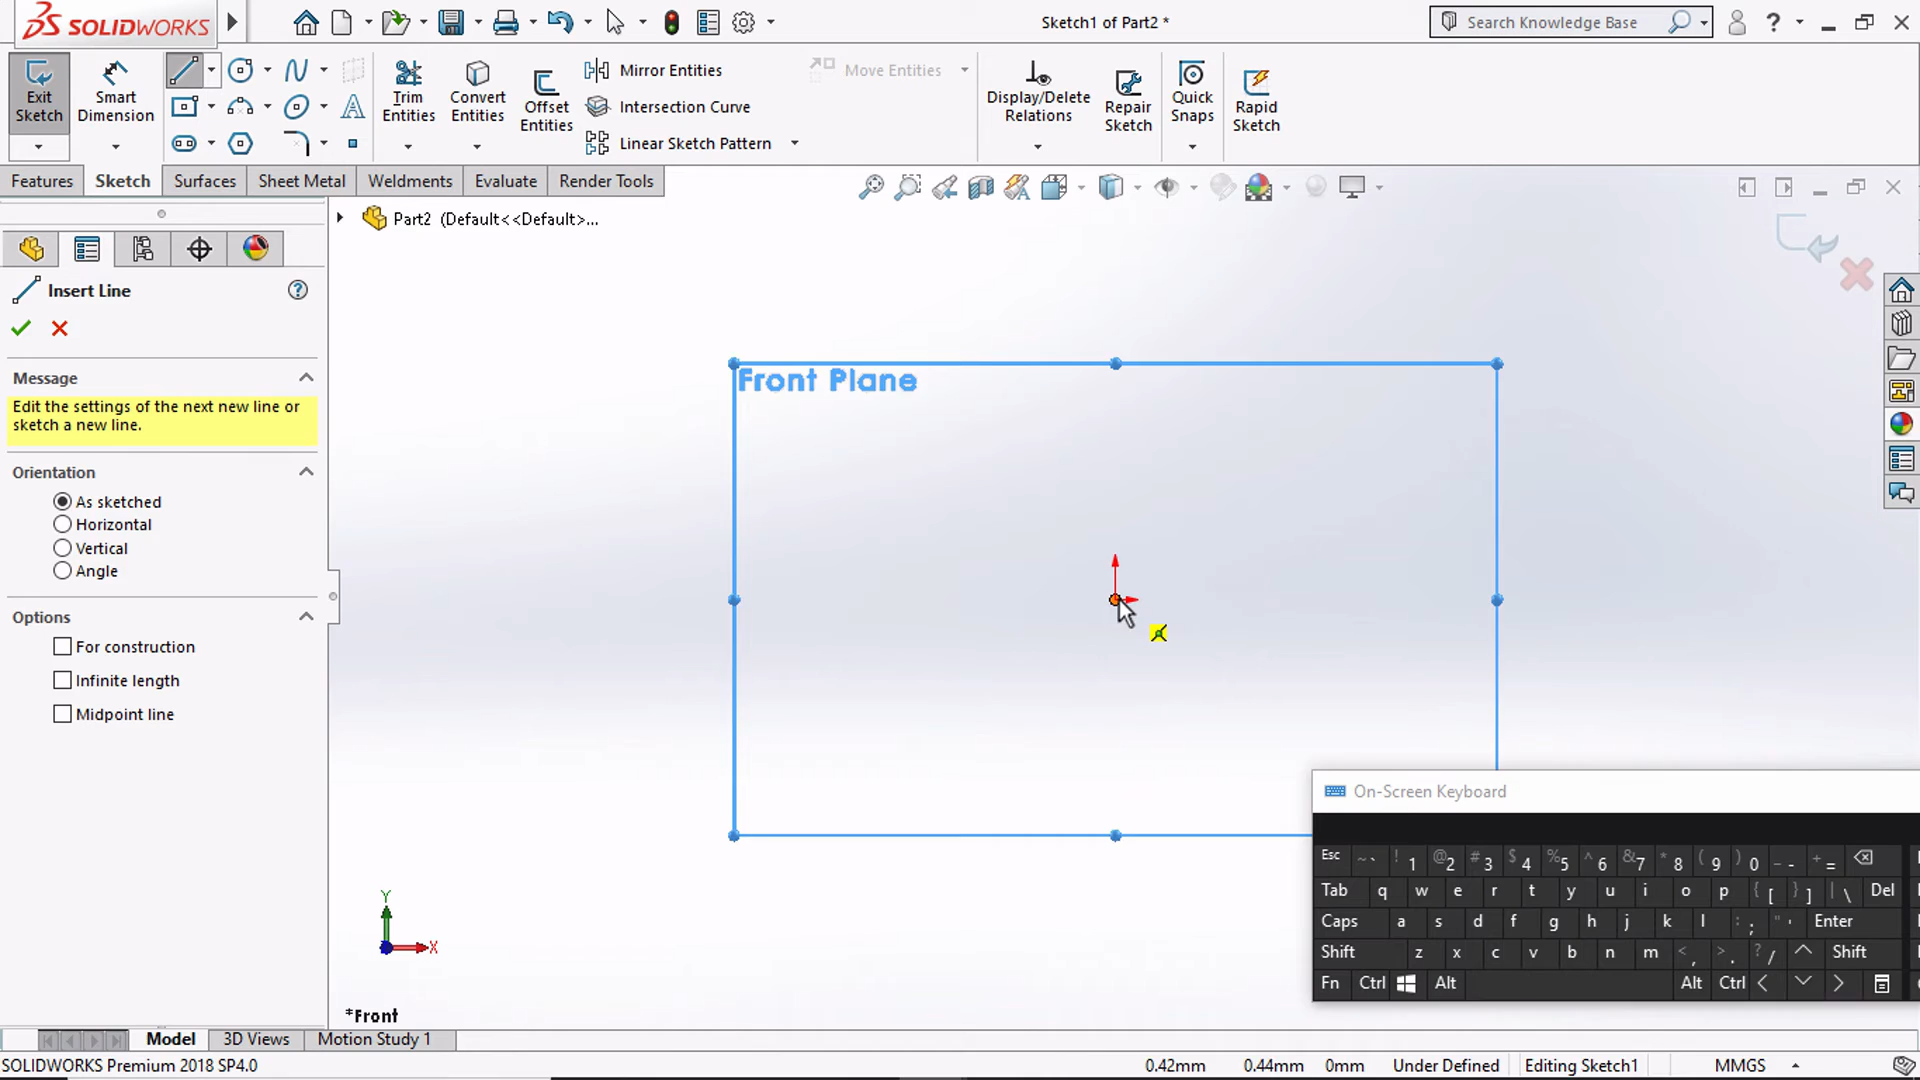 SOLIDWORKS
Sketch1 of Part2 *
Search Knowledge Base
?
Exit Sketch
Smart Dimension
Trim Entities
Convert Entities
Offset Entities
Mirror Entities
Intersection Curve
Linear Sketch Pattern
Move Entities
Display/Delete Relations
Repair Sketch
Quick Snaps
Rapid Sketch
Features
Sketch
Surfaces
Sheet Metal
Weldments
Evaluate
Render Tools
Part2 (Default<<Default>...
Insert Line
Message
Edit the settings of the next new line or
sketch a new line.
Orientation
As sketched
Horizontal
Vertical
Angle
Options
For construction
Infinite length
Midpoint line
Front Plane
Y
X
*Front
On-Screen Keyboard
Esc ~ ` ! 1 @ 2 # 3 $ 4 % 5 ^ 6 & 7 * 8 ( 9 ) 0 _ - + =
Tab q w e r t y u i o p { [ } ] | \ Del
Caps a s d f g h j k l : ; " ' Enter
Shift z x c v b n m < , > . ? / Shift
Fn Ctrl Alt Alt Ctrl
Model
3D Views
Motion Study 1
SOLIDWORKS Premium 2018 SP4.0
0.42mm 0.44mm 0mm Under Defined Editing Sketch1 MMGS